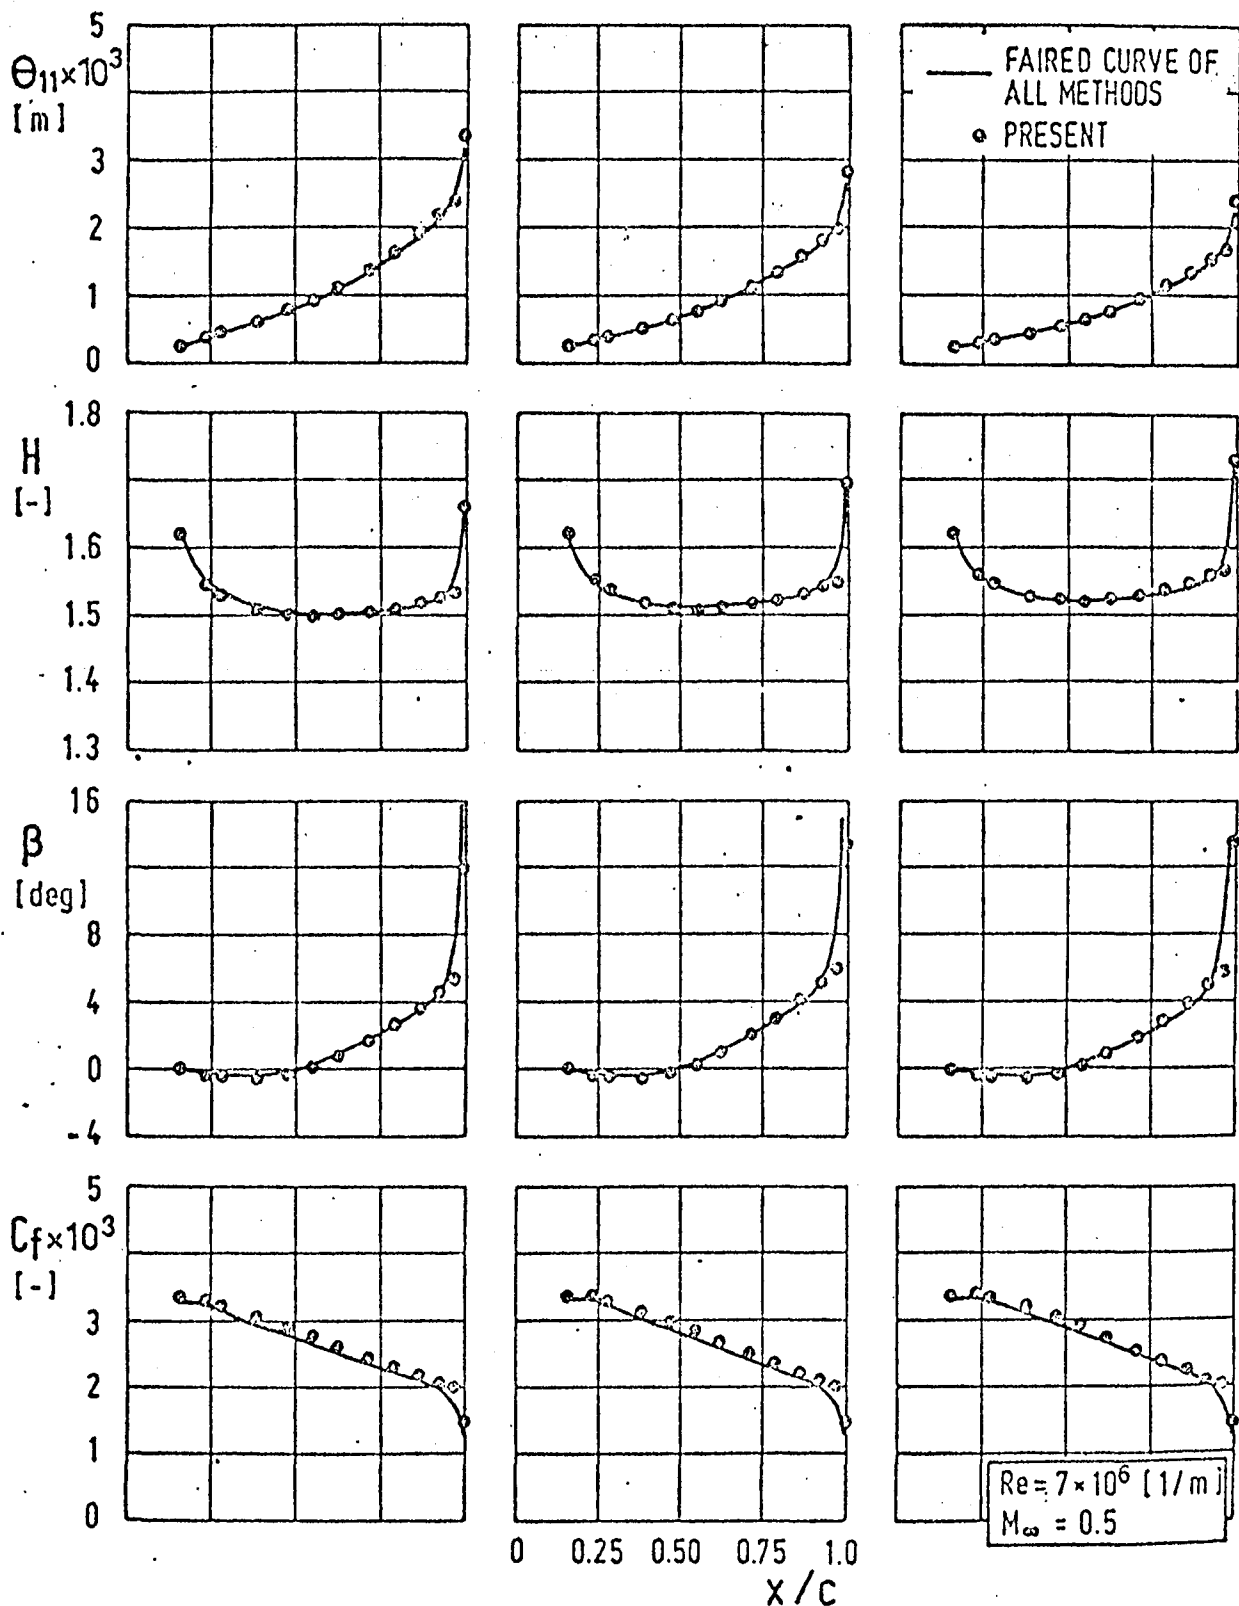 5
Θ11×10³
[m]
3
2
1
0
FAIRED CURVE OF
ALL METHODS
PRESENT
1.8
H
[-]
1.6
1.5
1.4
1.3
16
β
[deg]
8
4
0
-4
5
Cf×10³
[-]
3
2
1
0
Re = 7×10⁶ [1/m]
M∞ = 0.5
0 0.25 0.50 0.75 1.0
x/c